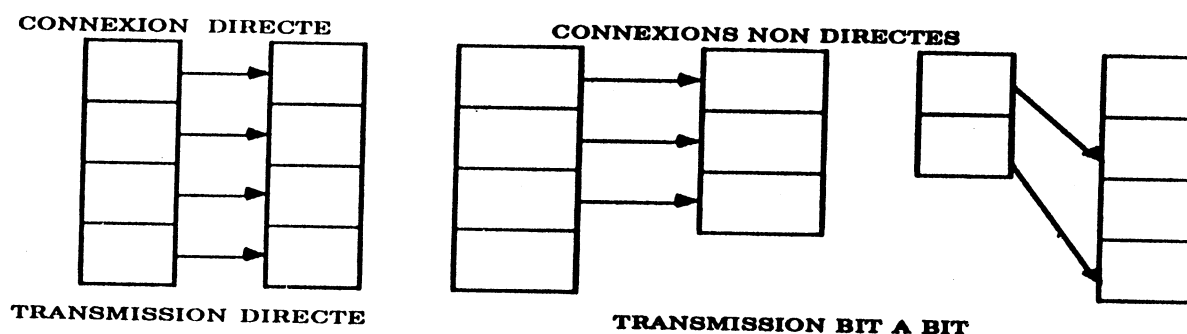 CONNEXION DIRECTE
CONNEXIONS NON DIRECTES
TRANSMISSION DIRECTE
TRANSMISSION BIT A BIT